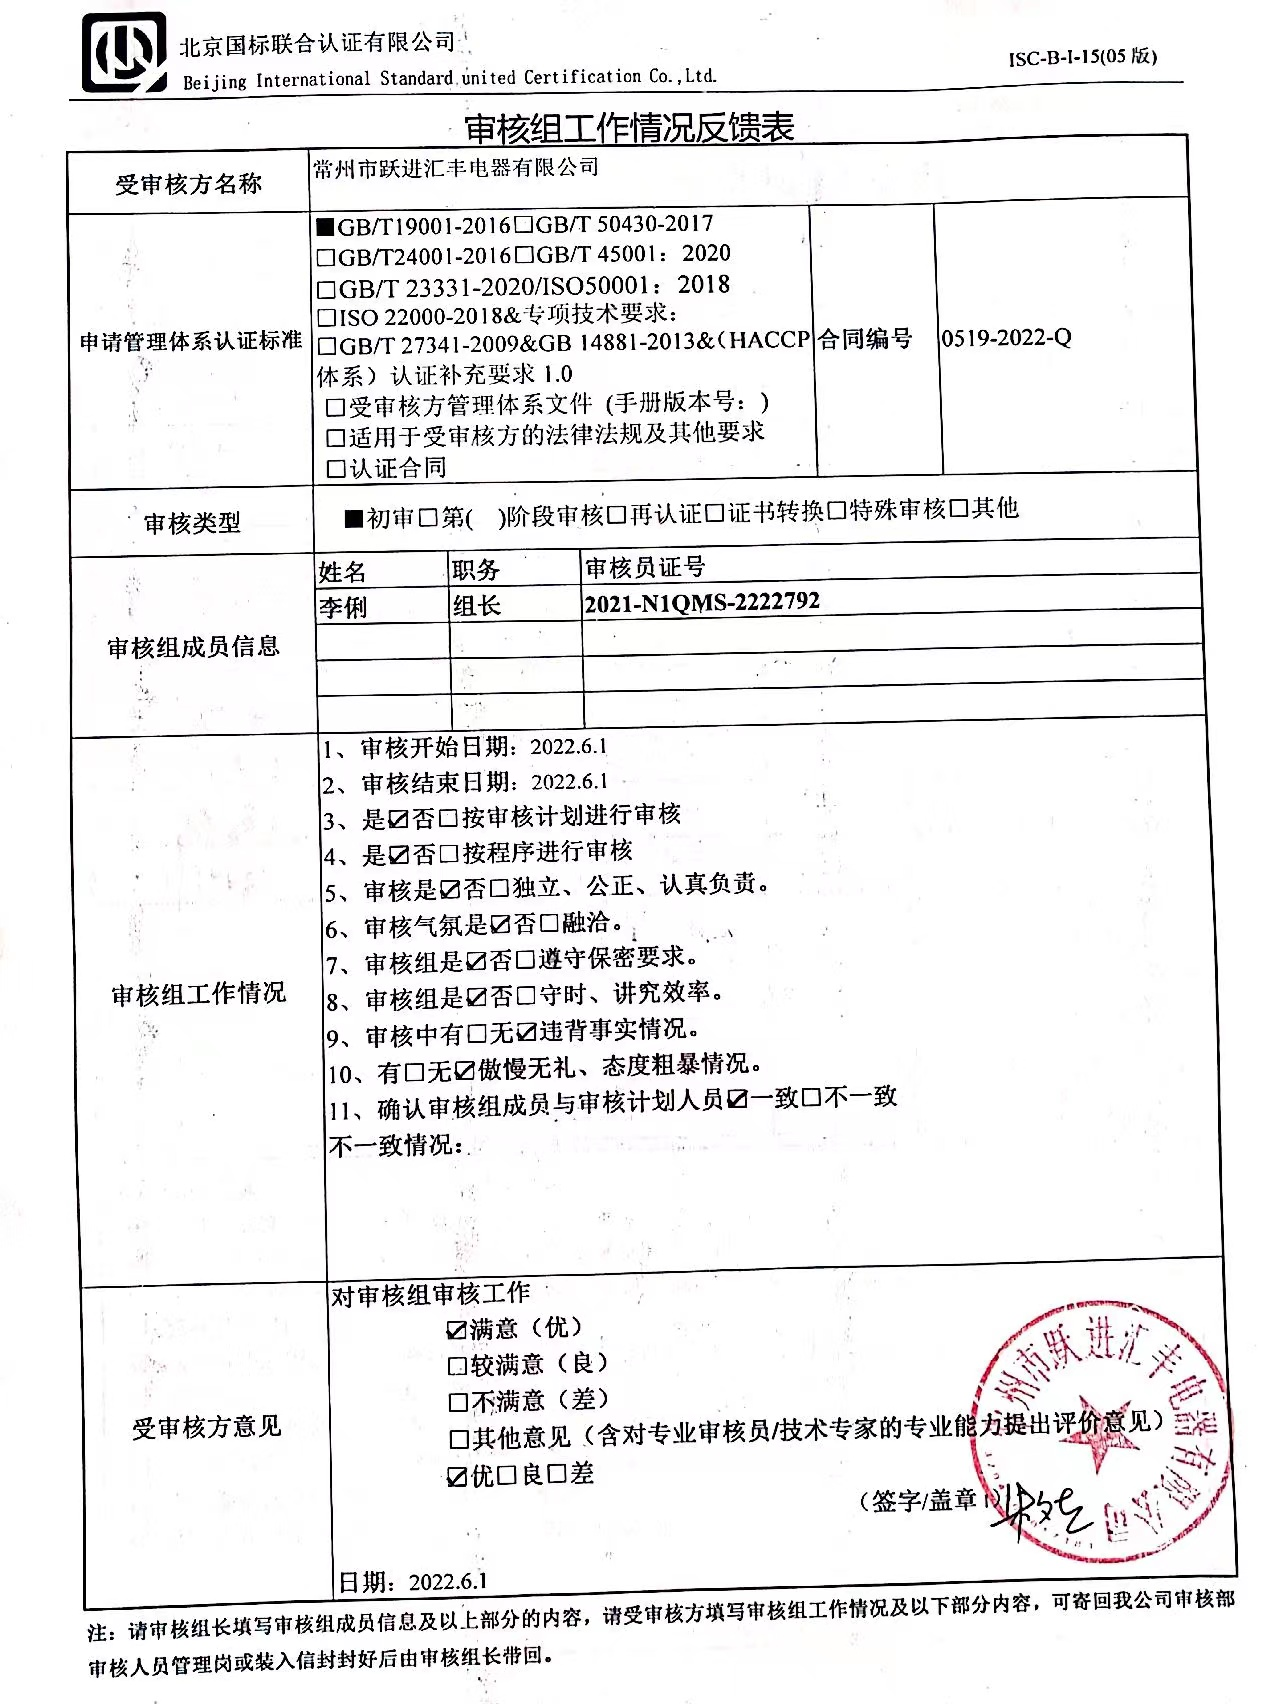 北京国标联合认证有限公司
Beijing International Standard united Certification Co.,Ltd.
ISC-B-I-15(05 版)
审核组工作情况反馈表
受审核方名称
常州市跃进汇丰电器有限公司
申请管理体系认证标准
■GB/T19001-2016□GB/T 50430-2017
□GB/T24001-2016□GB/T 45001：2020
□GB/T 23331-2020/ISO50001：2018
□ISO 22000-2018&专项技术要求：
□GB/T 27341-2009&GB 14881-2013&（HACCP
体系）认证补充要求 1.0
□受审核方管理体系文件 (手册版本号：)
□适用于受审核方的法律法规及其他要求
□认证合同
合同编号
0519-2022-Q
审核类型
■初审□第( )阶段审核□再认证□证书转换□特殊审核□其他
审核组成员信息
姓名 职务 审核员证号
李俐 组长 2021-N1QMS-2222792
审核组工作情况
1、审核开始日期：2022.6.1
2、审核结束日期：2022.6.1
3、是☑否□按审核计划进行审核
4、是☑否□按程序进行审核
5、审核是☑否□独立、公正、认真负责。
6、审核气氛是☑否□融洽。
7、审核组是☑否□遵守保密要求。
8、审核组是☑否□守时、讲究效率。
9、审核中有□无☑违背事实情况。
10、有□无☑傲慢无礼、态度粗暴情况。
11、确认审核组成员与审核计划人员☑一致□不一致
不一致情况：
受审核方意见
对审核组审核工作
☑满意（优）
□较满意（良）
□不满意（差）
□其他意见（含对专业审核员/技术专家的专业能力提出评价意见）
☑优□良□差
（签字/盖章）
州市跃进汇丰电器有限公司
日期：2022.6.1
注：请审核组长填写审核组成员信息及以上部分的内容，请受审核方填写审核组工作情况及以下部分内容，可寄回我公司审核部
审核人员管理岗或装入信封封好后由审核组长带回。